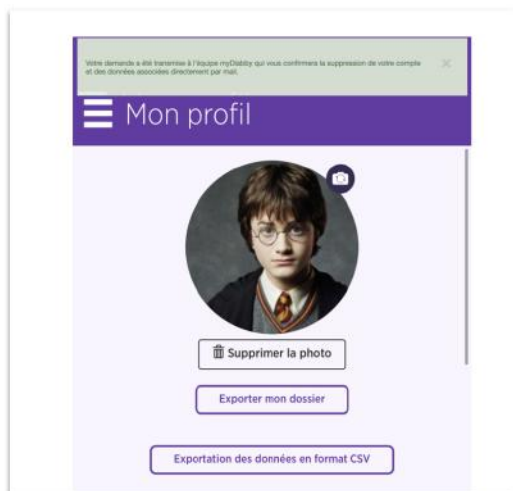 Votre demande a été transmise à l'équipe myDiabby qui vous confirmera la suppression de votre compte
et des données associées directement par mail.
Mon profil
Supprimer la photo
Exporter mon dossier
Exportation des données en format CSV